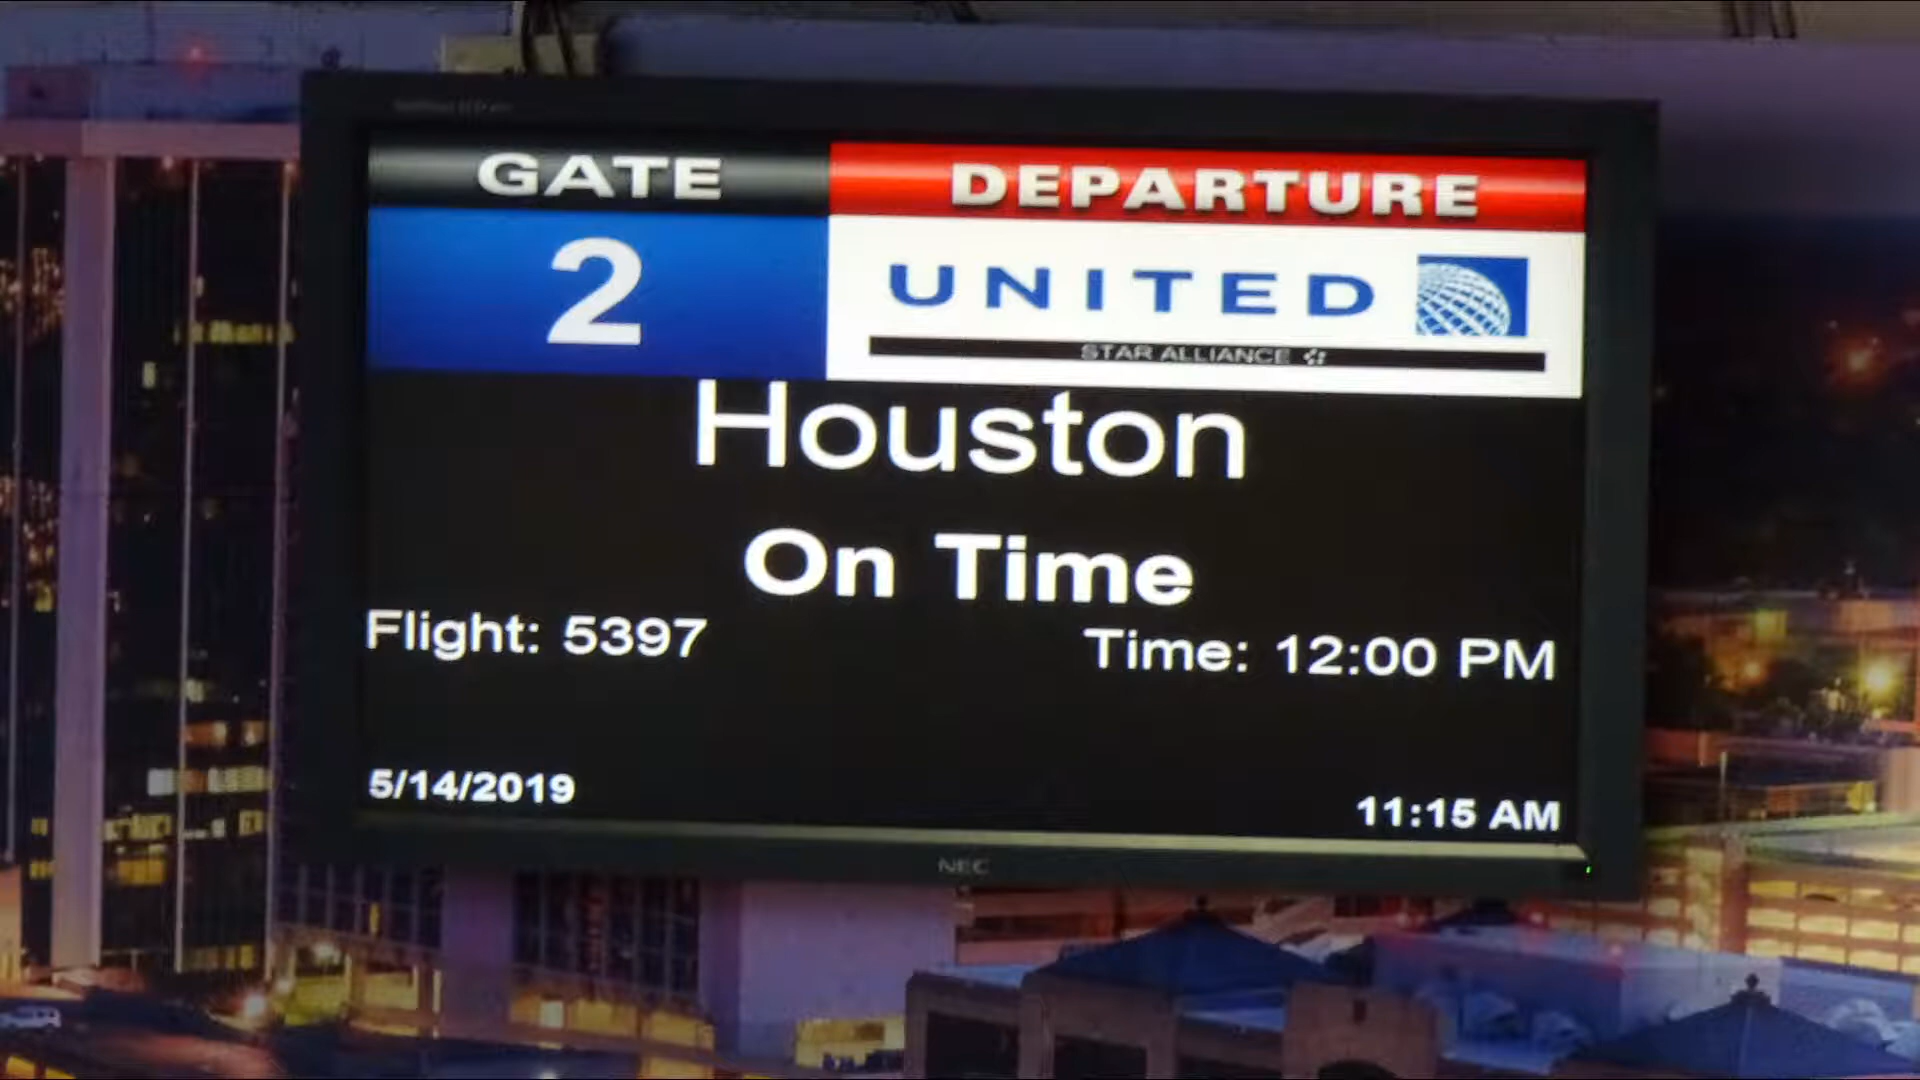 GATE
DEPARTURE
2
UNITED
STAR ALLIANCE
Houston
On Time
Flight: 5397
Time: 12:00 PM
5/14/2019
11:15 AM
NEC